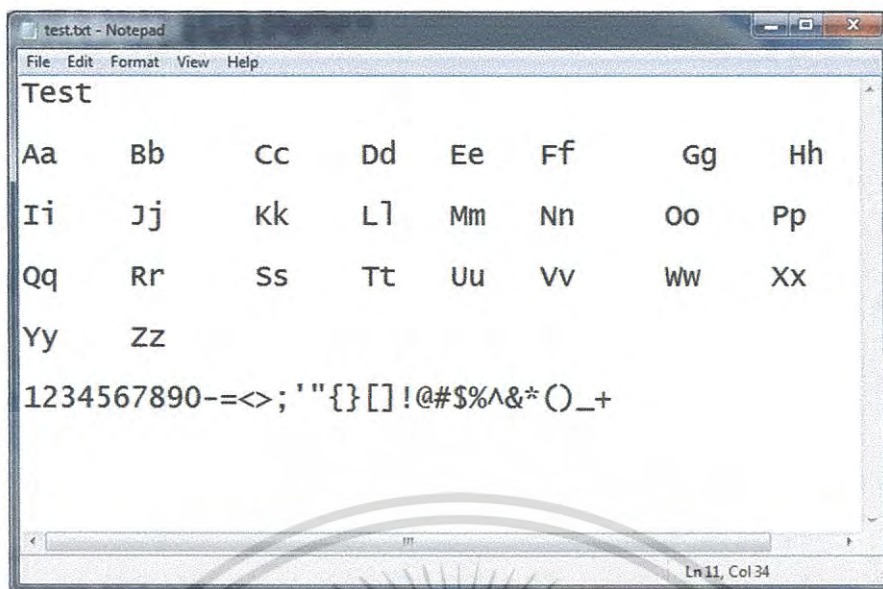 test.txt - Notepad
File Edit Format View Help
Test
Aa Bb Cc Dd Ee Ff Gg Hh
Ii Jj Kk Ll Mm Nn Oo Pp
Qq Rr Ss Tt Uu Vv Ww Xx
Yy Zz
1234567890-=<>;'"{}[]!@#$%^&*()_+
Ln 11, Col 34